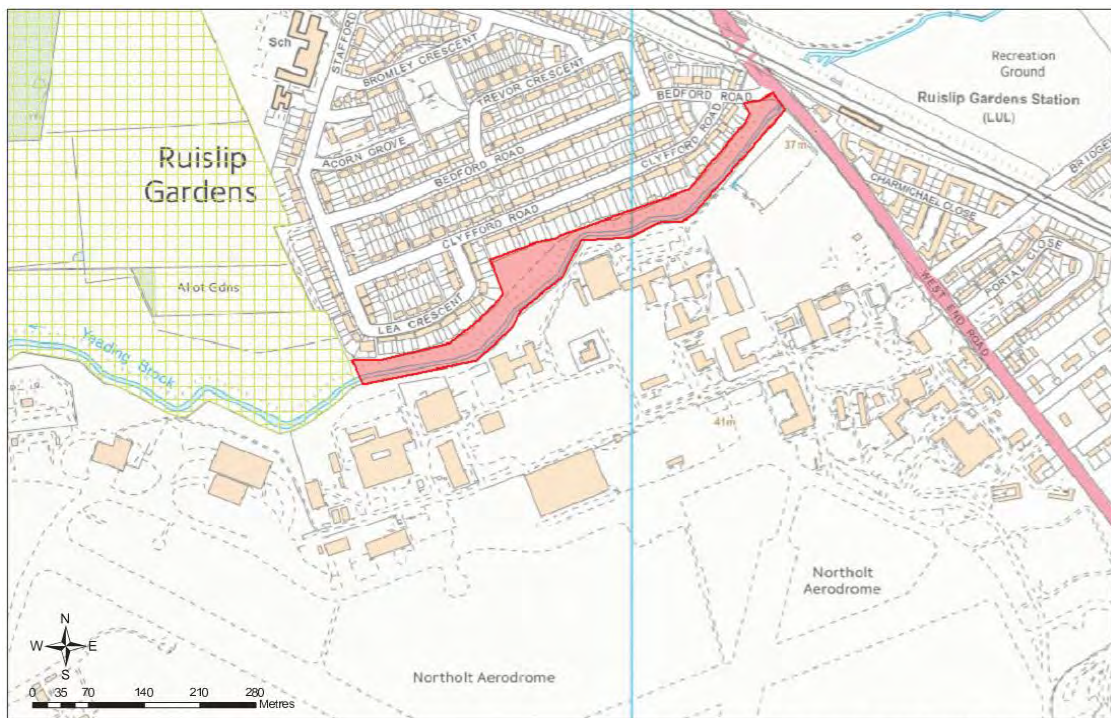 Sch
STAFFORD
BROMLEY CRESCENT
TREVOR CRESCENT
BEDFORD ROAD
Recreation
Ground
Ruislip Gardens Station
(LUL)
Ruislip
Gardens
ACORN GROVE
BEDFORD ROAD
CLYFFORD ROAD
37m
BRIDGE
CHARMICHAEL CLOSE
CLYFFORD ROAD
PORTAL CLOSE
Allot Gdns
LEA CRESCENT
WEST END ROAD
Yeading Brook
41m
Northolt
Aerodrome
Northolt Aerodrome
N
W E
S
0 35 70 140 210 280
Metres